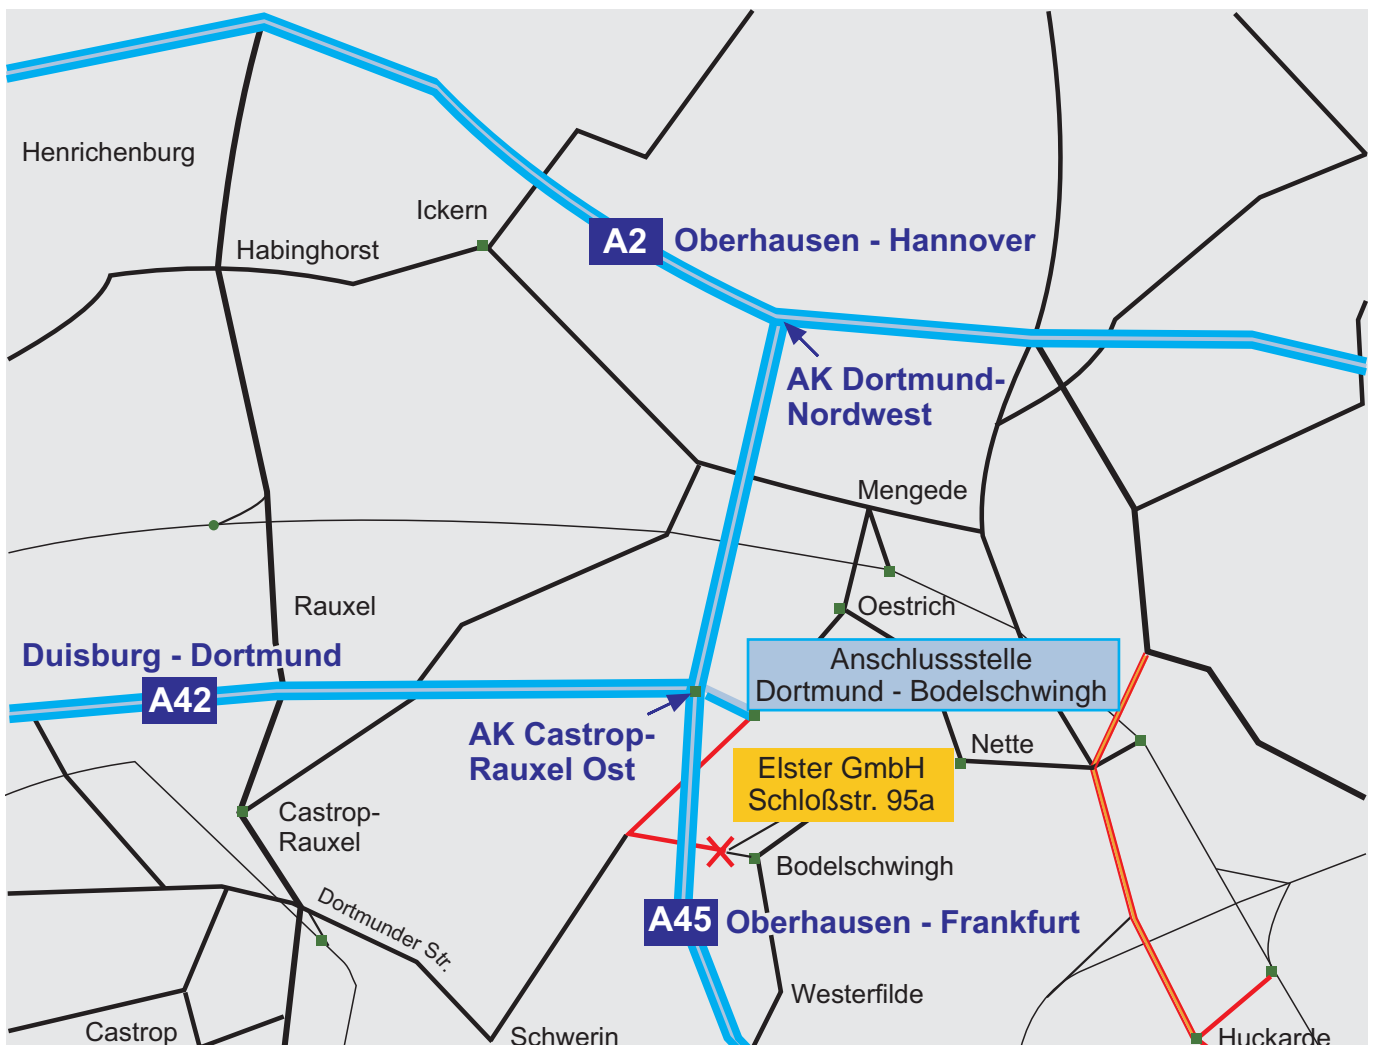 Henrichenburg
Ickern
Habinghorst
A2 Oberhausen - Hannover
AK Dortmund-
Nordwest
Mengede
Rauxel
Oestrich
Duisburg - Dortmund
A42
Anschlussstelle
Dortmund - Bodelschwingh
AK Castrop-
Rauxel Ost
Nette
Elster GmbH
Schloßstr. 95a
Castrop-
Rauxel
Bodelschwingh
Dortmunder Str.
A45 Oberhausen - Frankfurt
Westerfilde
Castrop
Schwerin
Huckarde